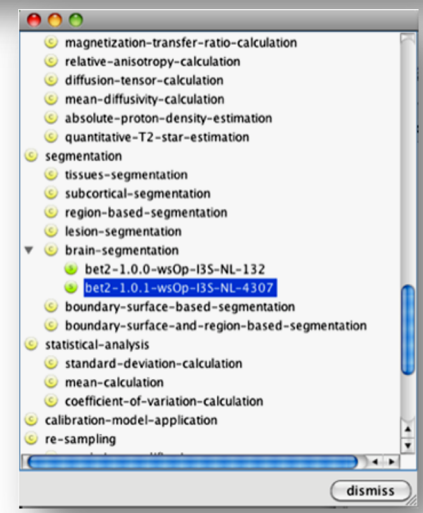 magnetization-transfer-ratio-calculation
relative-anisotropy-calculation
diffusion-tensor-calculation
mean-diffusivity-calculation
absolute-proton-density-estimation
quantitative-T2-star-estimation
segmentation
tissues-segmentation
subcortical-segmentation
region-based-segmentation
lesion-segmentation
brain-segmentation
bet2-1.0.0-wsOp-I3S-NL-132
bet2-1.0.1-wsOp-I3S-NL-4307
boundary-surface-based-segmentation
boundary-surface-and-region-based-segmentation
statistical-analysis
standard-deviation-calculation
mean-calculation
coefficient-of-variation-calculation
calibration-model-application
re-sampling
dismiss